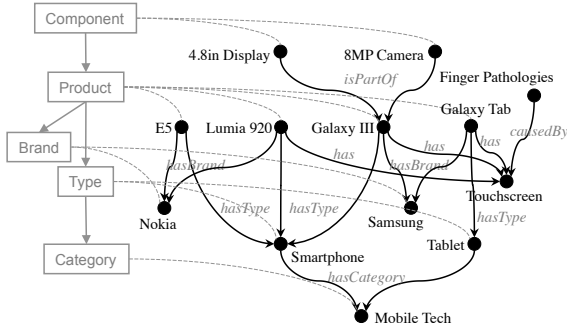 Component
4.8in Display
8MP Camera
isPartOf
Product
Finger Pathologies
E5
Lumia 920
Galaxy III
Galaxy Tab
Brand
has
has
causedBy
hasBrand
has
hasBrand
Type
Touchscreen
Nokia
hasType
hasType
Samsung
hasType
Category
Smartphone
Tablet
hasCategory
Mobile Tech